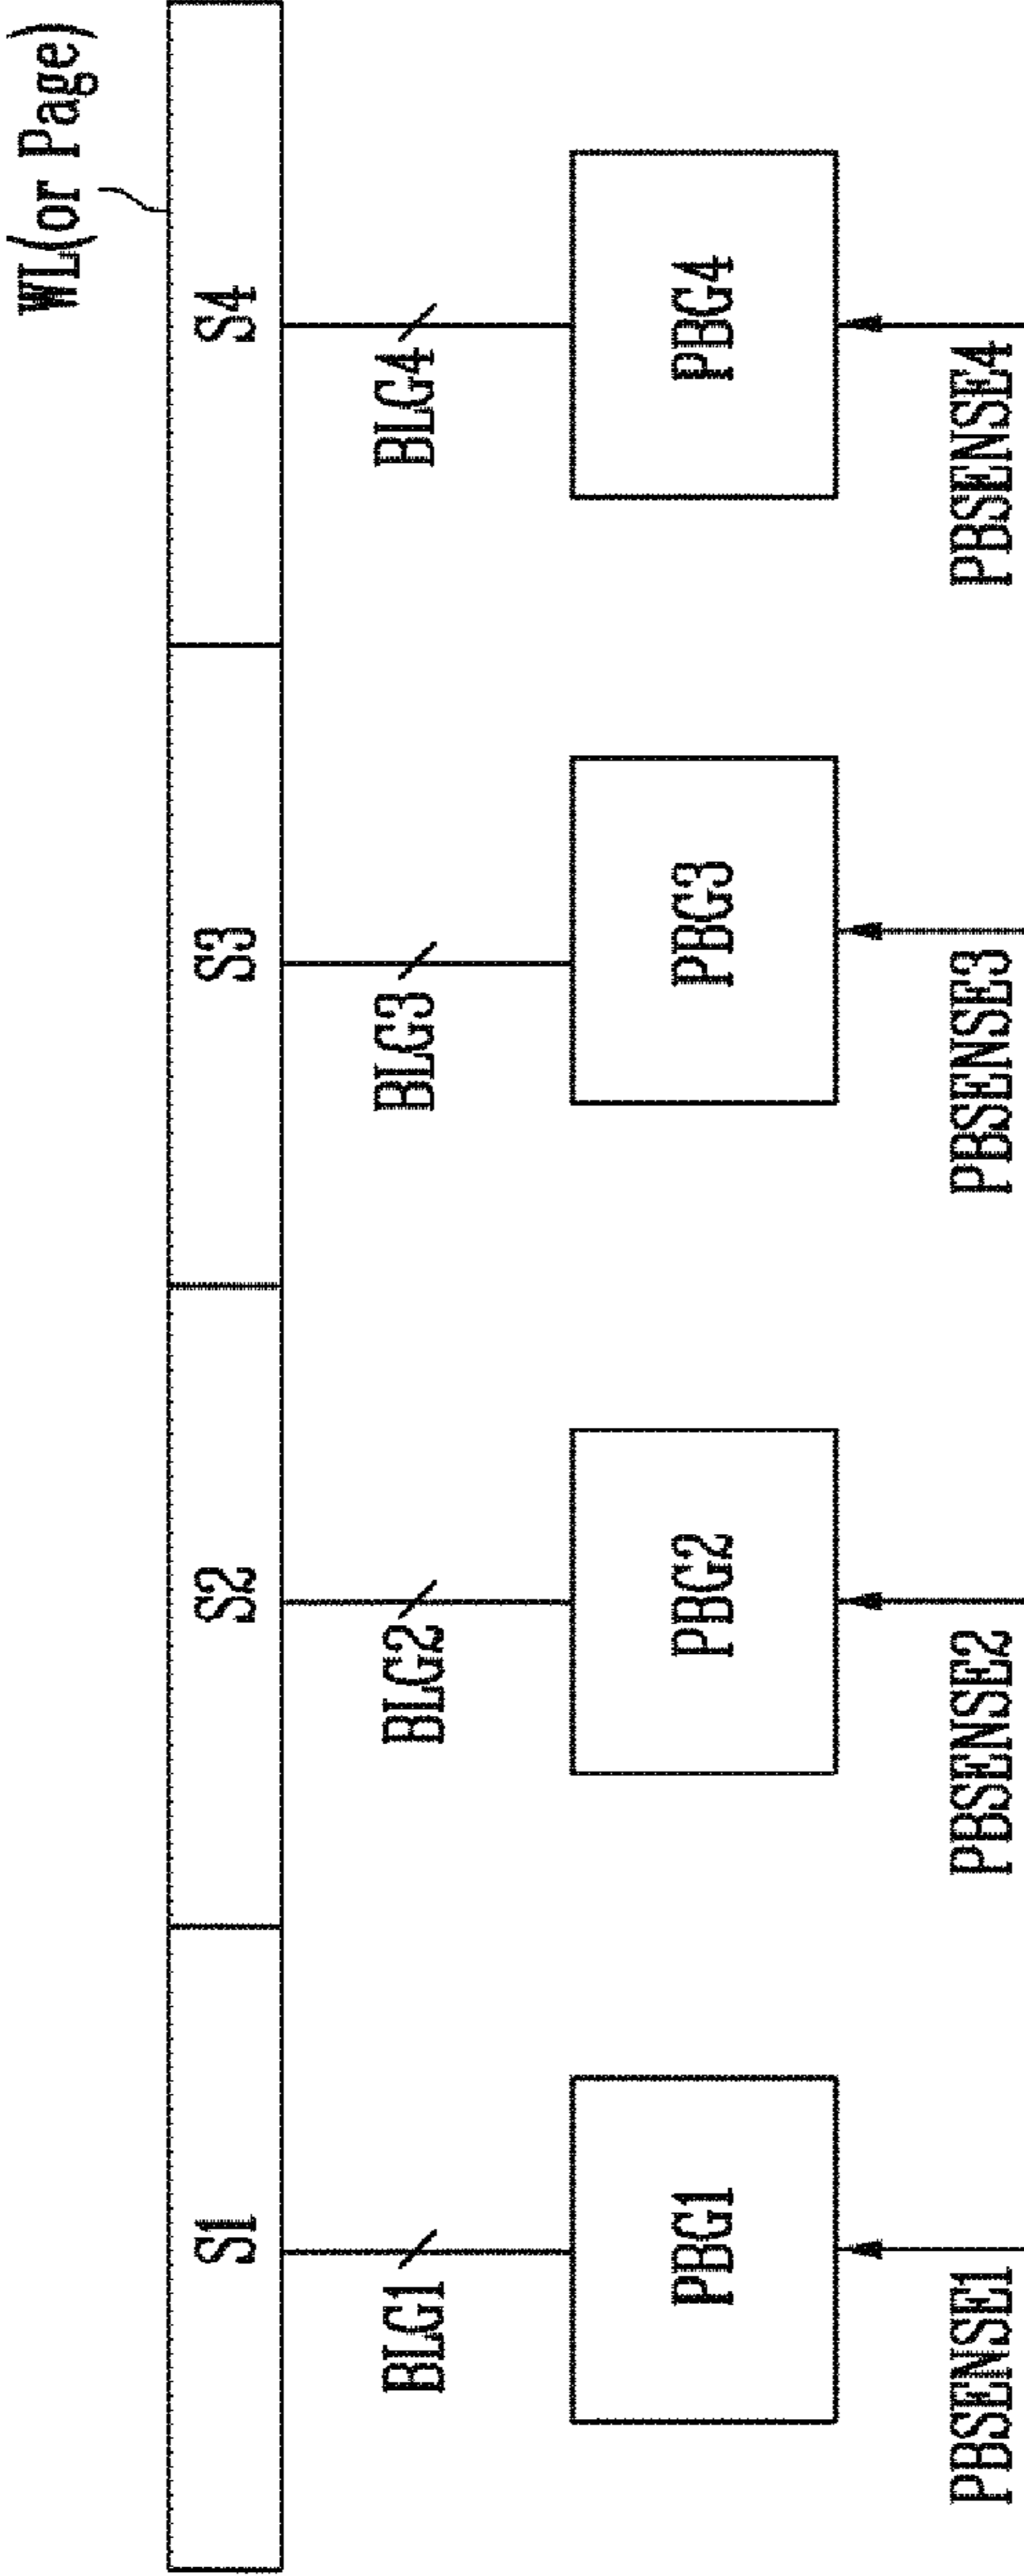 WL(or Page)
S1
S2
S3
S4
BLG1
BLG2
BLG3
BLG4
PBG1
PBG2
PBG3
PBG4
PBSENSE1
PBSENSE2
PBSENSE3
PBSENSE4